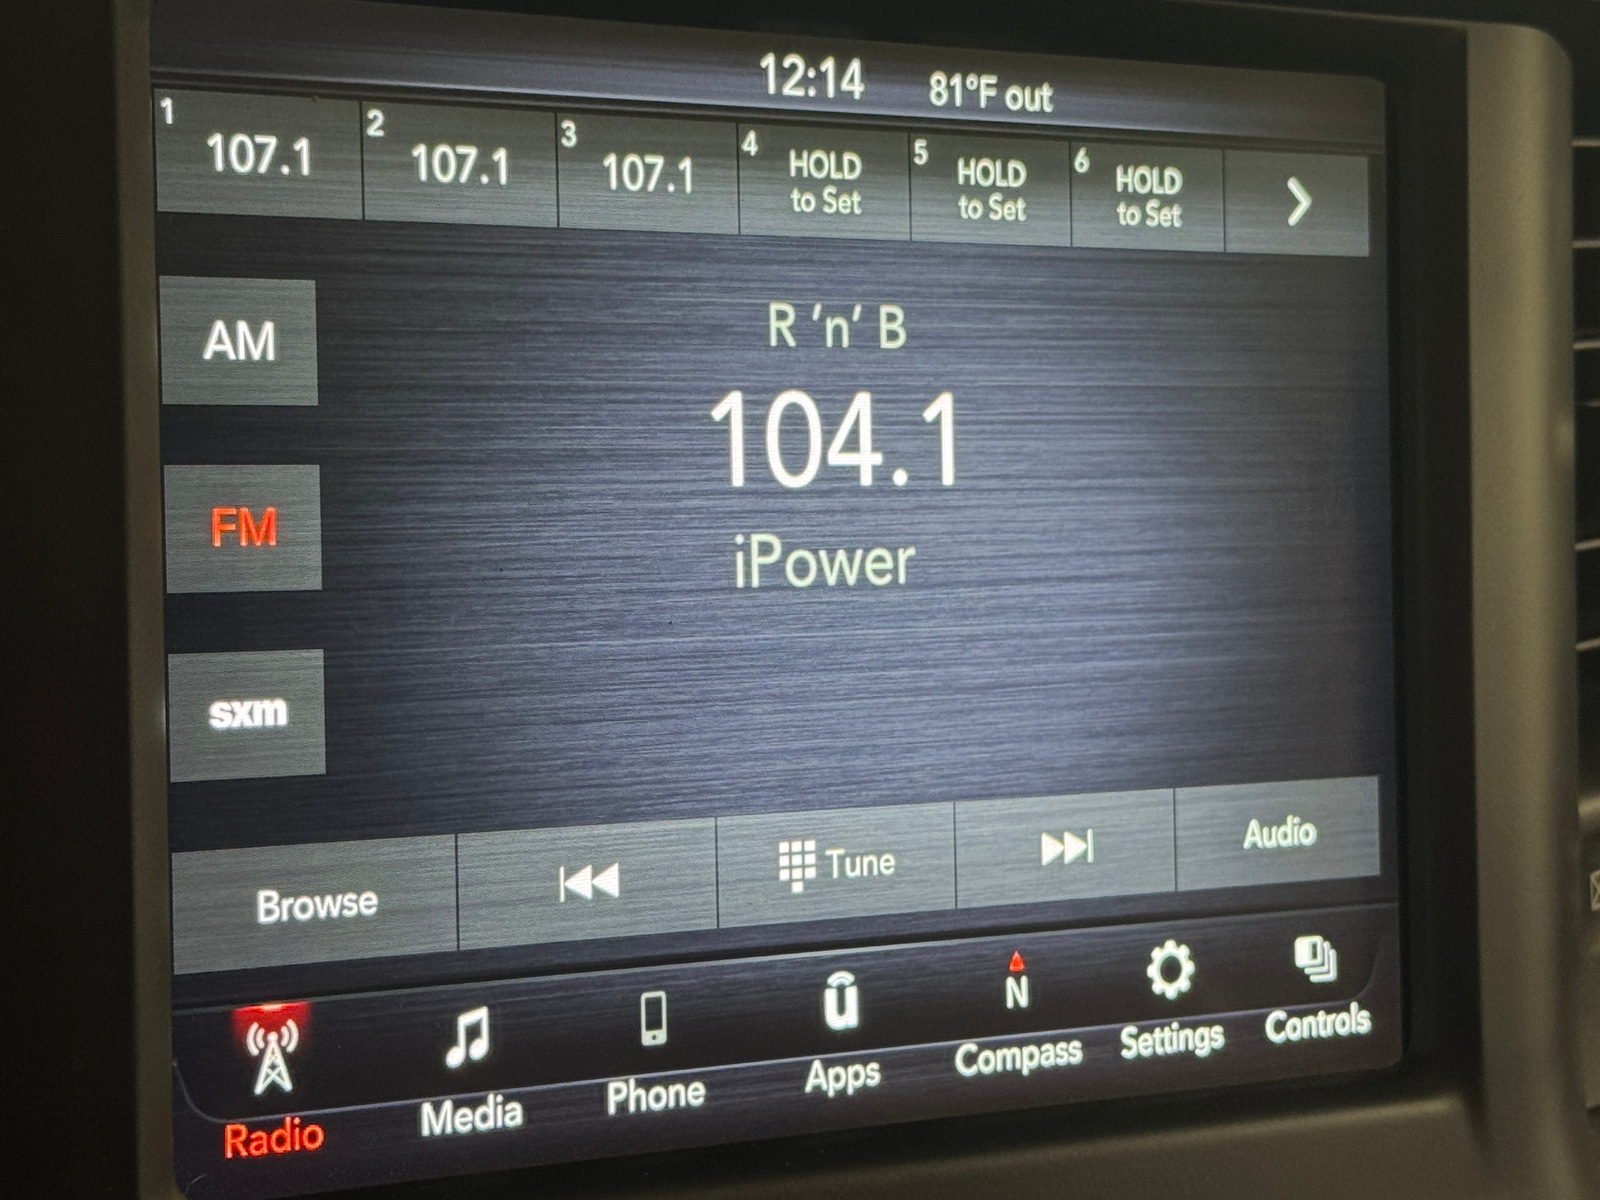 12:14 81°F out
1 107.1 2 107.1 3 107.1 4 HOLD to Set 5 HOLD to Set 6 HOLD to Set
AM
R 'n' B
104.1
FM
iPower
sxm
Browse Tune Audio
N
Radio Media Phone Apps Compass Settings Controls